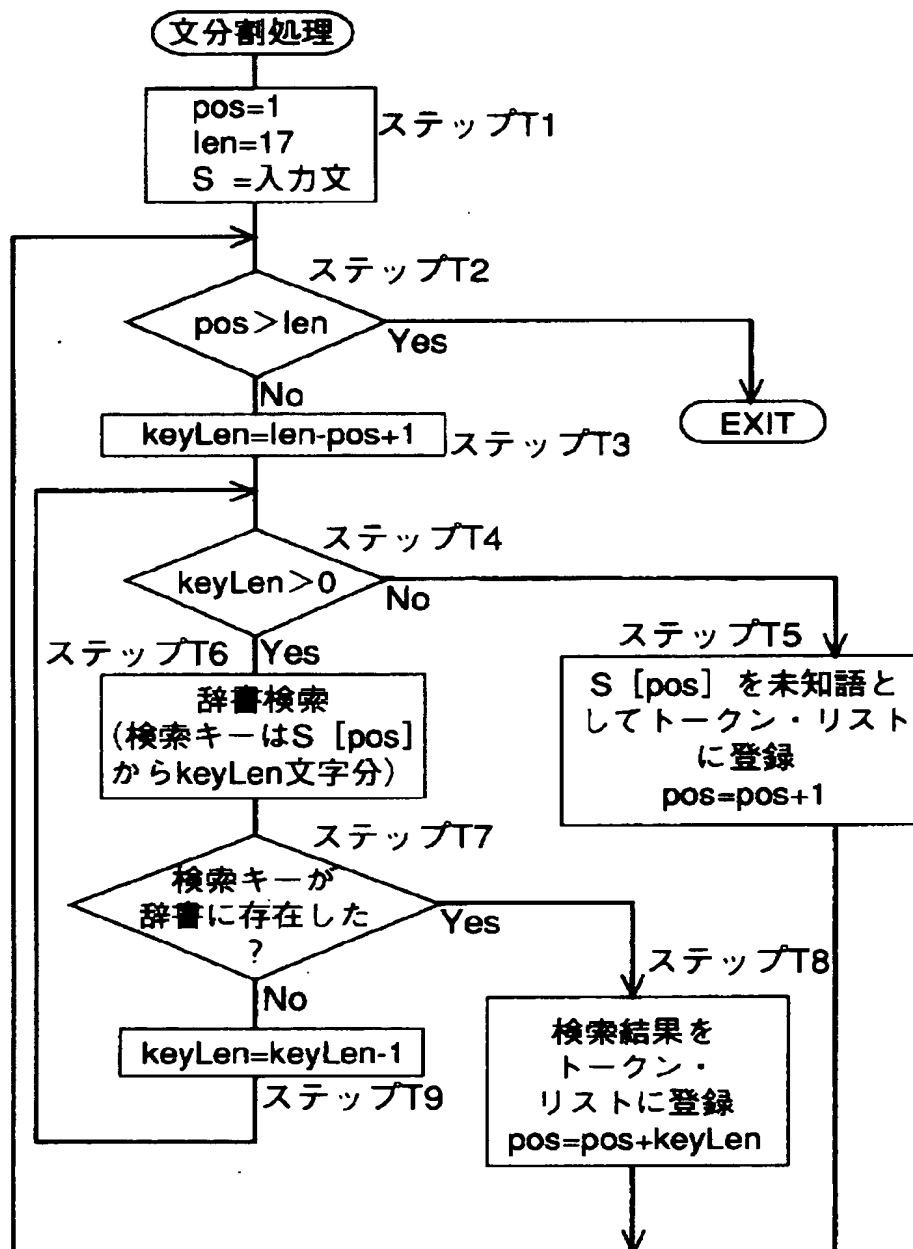 文分割処理
pos=1
len=17
S =入力文
ステップT1
ステップT2
pos>len
Yes
No
EXIT
keyLen=len-pos+1
ステップT3
ステップT4
keyLen>0
No
ステップT5
ステップT6
Yes
S [pos] を未知語と
してトークン・リスト
に登録
pos=pos+1
辞書検索
(検索キーはS [pos]
からkeyLen文字分)
ステップT7
検索キーが
辞書に存在した
?
Yes
ステップT8
No
検索結果を
トークン・
リストに登録
pos=pos+keyLen
keyLen=keyLen-1
ステップT9